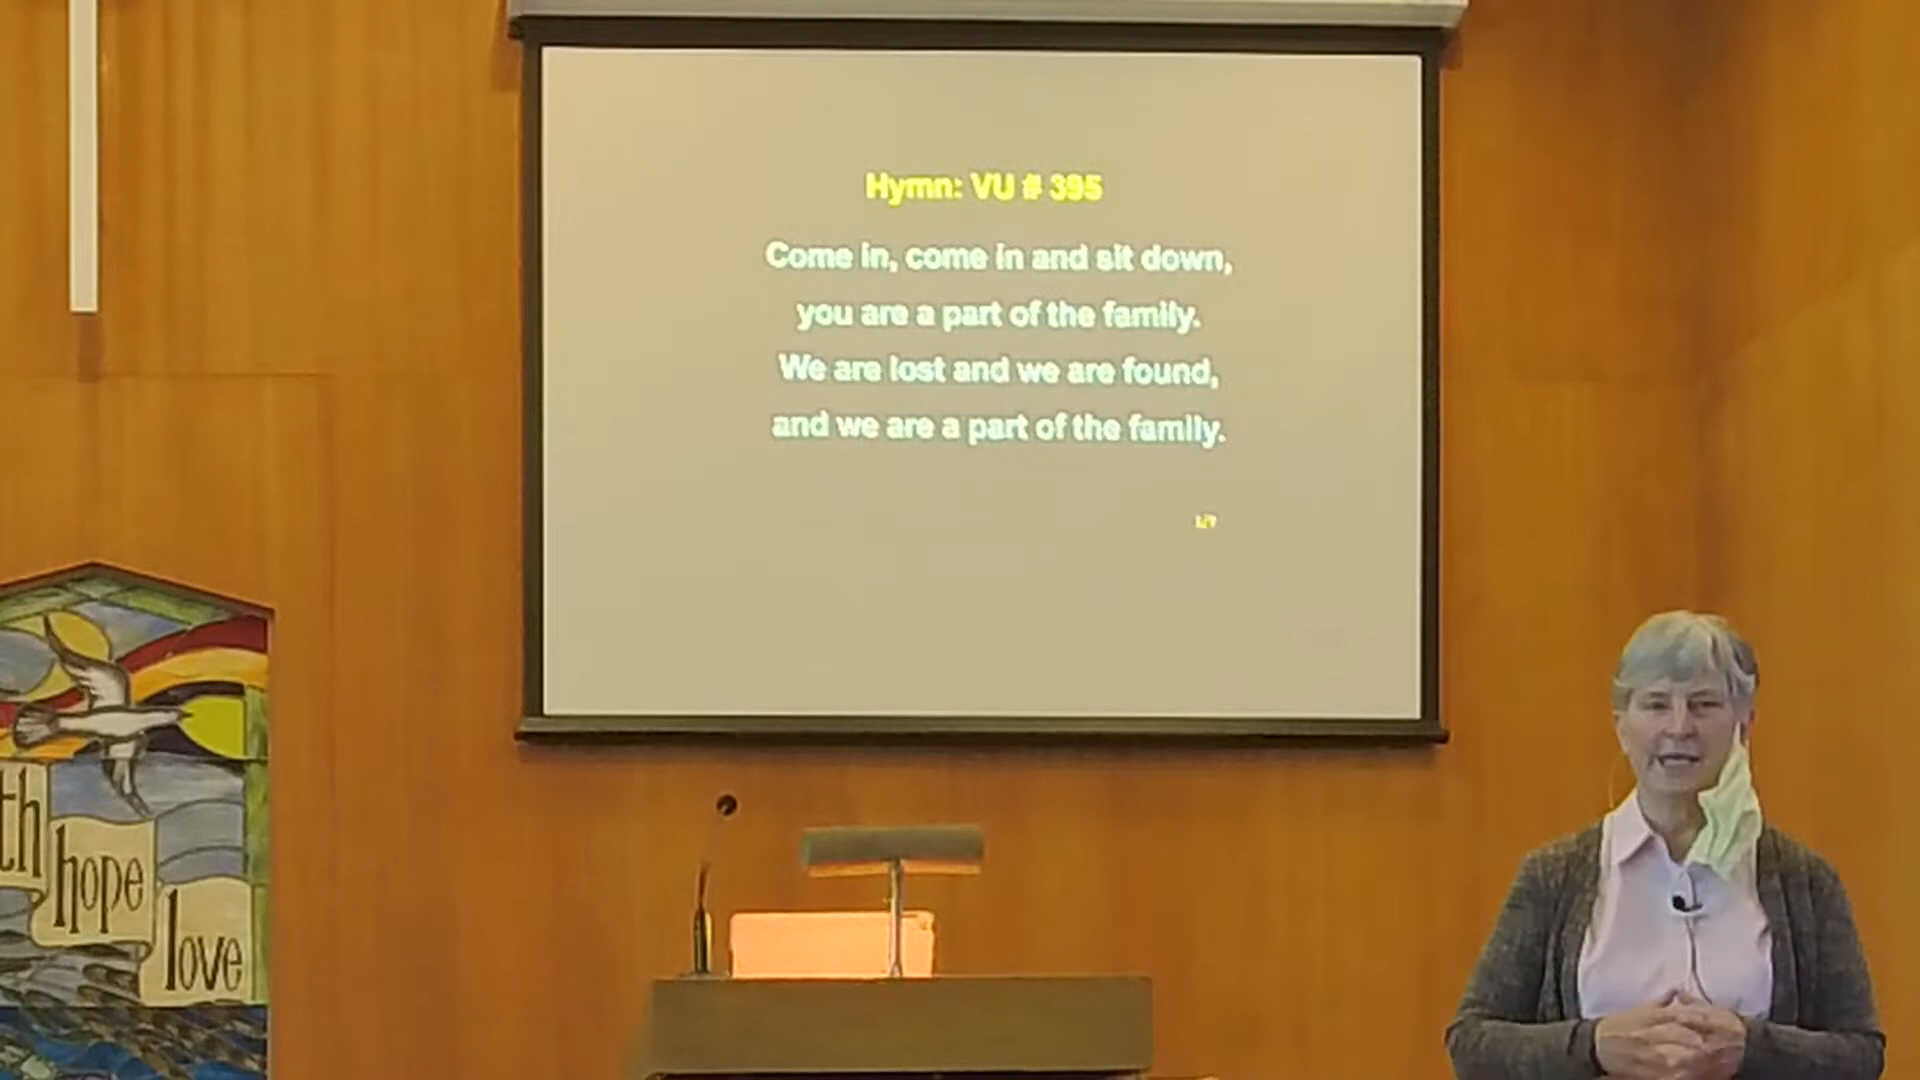 Hymn: VU # 395
Come in, come in and sit down,
you are a part of the family.
We are lost and we are found,
and we are a part of the family.
hope
love